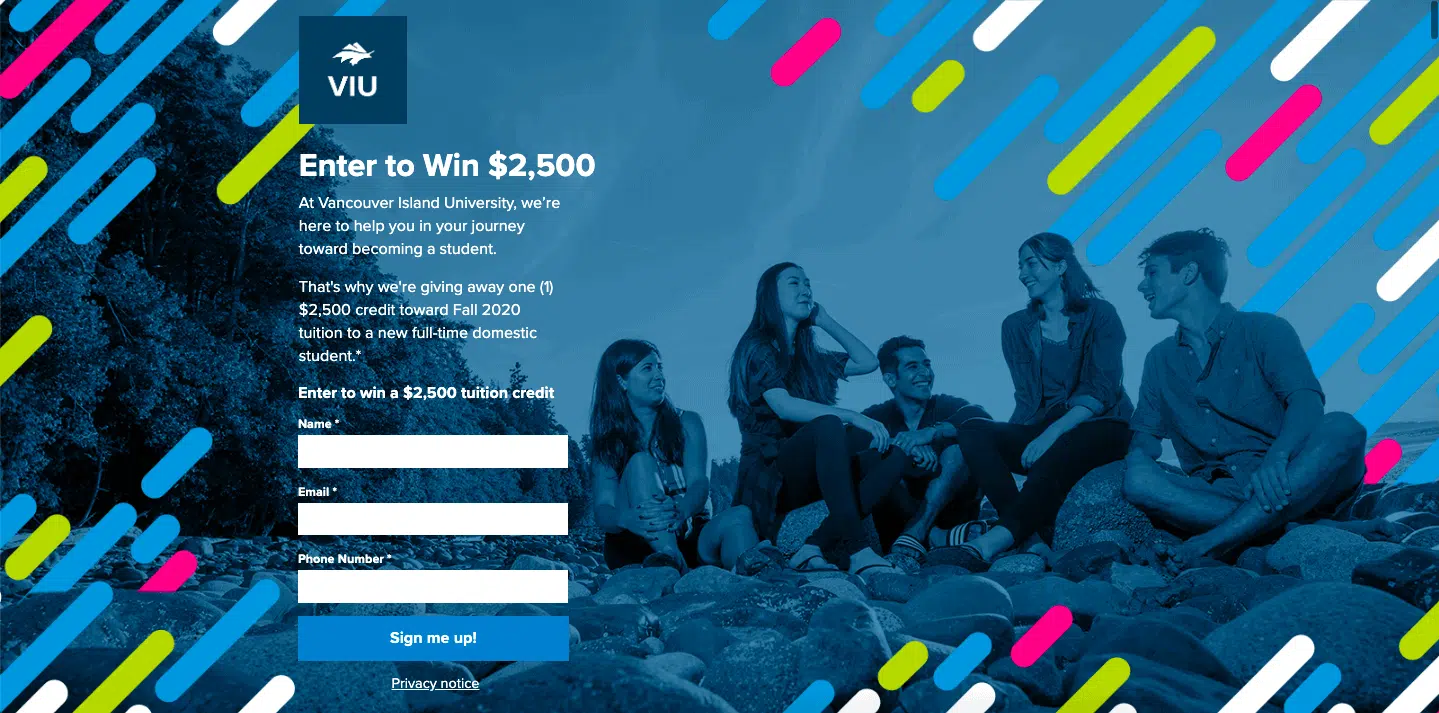 VIU
Enter to Win $2,500
At Vancouver Island University, we’re
here to help you in your journey
toward becoming a student.
That's why we're giving away one (1)
$2,500 credit toward Fall 2020
tuition to a new full-time domestic
student.*
Enter to win a $2,500 tuition credit
Name *
Email *
Phone Number *
Sign me up!
Privacy notice